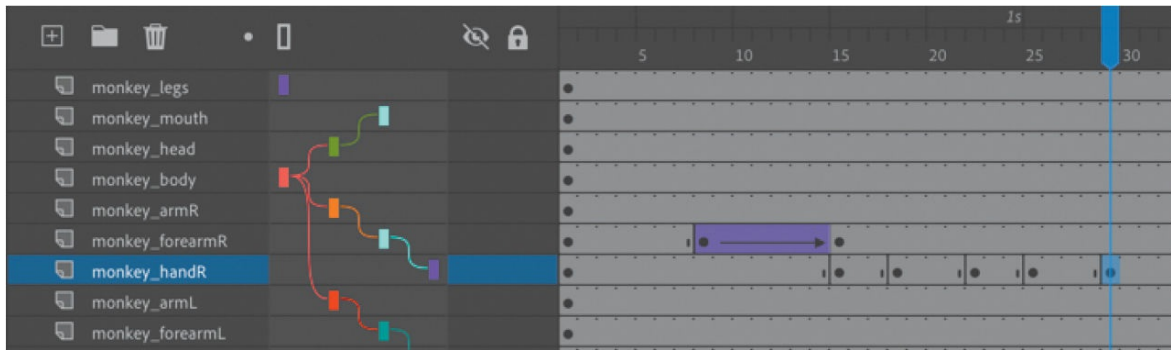 1s
5 10 15 20 25 30
monkey_legs
monkey_mouth
monkey_head
monkey_body
monkey_armR
monkey_forearmR
monkey_handR
monkey_armL
monkey_forearmL